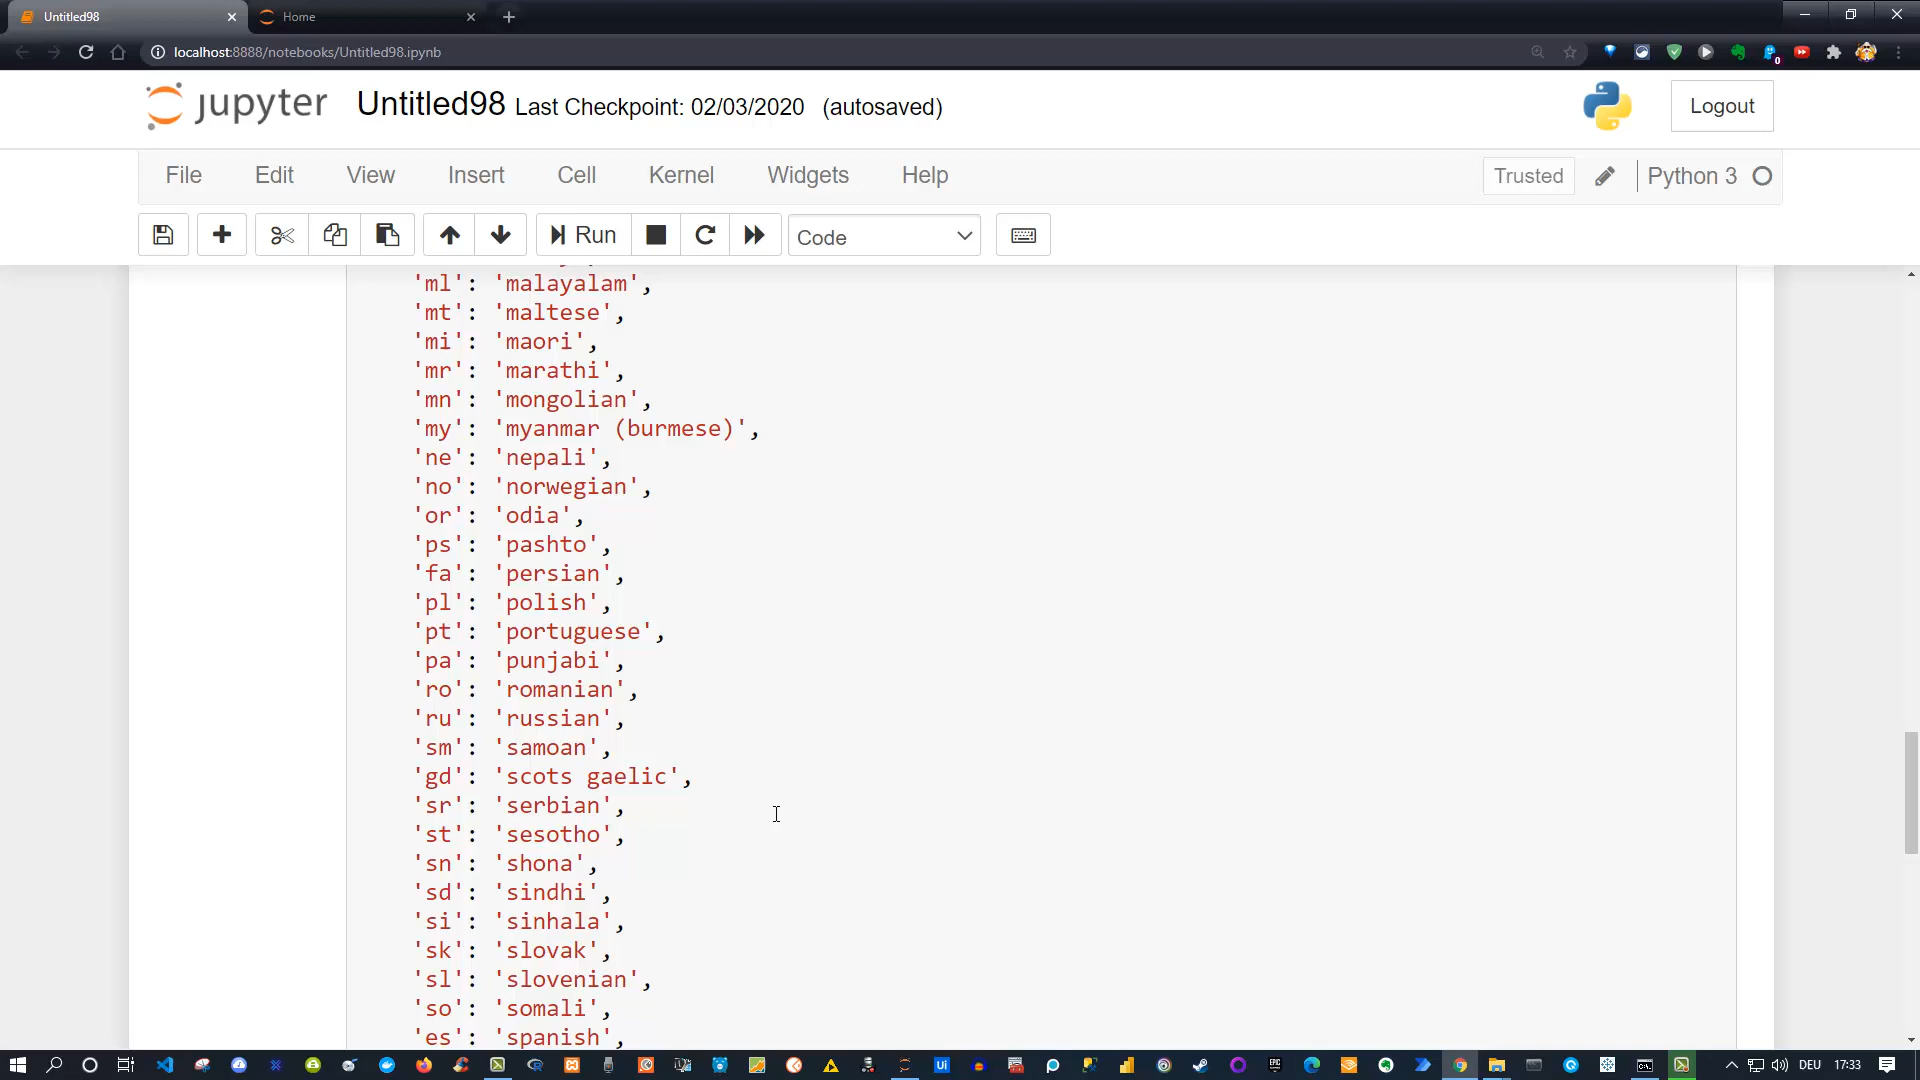 Untitled98
Home
localhost:8888/notebooks/Untitled98.ipynb
0
jupyter Untitled98 Last Checkpoint: 02/03/2020 (autosaved)
Logout
File Edit View Insert Cell Kernel Widgets Help
Trusted
Python 3
Run
Code
'ml': 'malayalam',
'mt': 'maltese',
'mi': 'maori',
'mr': 'marathi',
'mn': 'mongolian',
'my': 'myanmar (burmese)',
'ne': 'nepali',
'no': 'norwegian',
'or': 'odia',
'ps': 'pashto',
'fa': 'persian',
'pl': 'polish',
'pt': 'portuguese',
'pa': 'punjabi',
'ro': 'romanian',
'ru': 'russian',
'sm': 'samoan',
'gd': 'scots gaelic',
'sr': 'serbian',
'st': 'sesotho',
'sn': 'shona',
'sd': 'sindhi',
'si': 'sinhala',
'sk': 'slovak',
'sl': 'slovenian',
'so': 'somali',
'es': 'spanish',
Ui
DEU
17:33